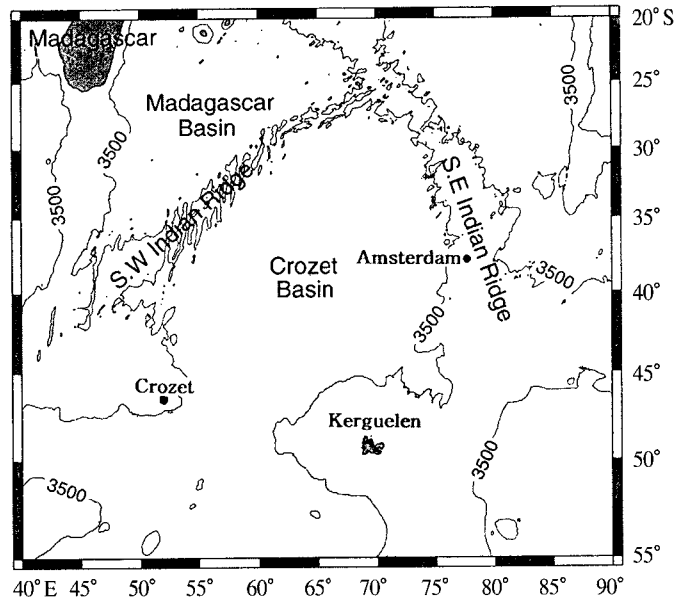 20° S
Madagascar
25°
3500
Madagascar
Basin
3500
30°
3500
S.E Indian Ridge
S.W Indian Ridge
35°
Amsterdam
Crozet
Basin
3500
40°
3500
45°
Crozet
Kerguelen
50°
3500
3500
55°
40° E 45° 50° 55° 60° 65° 70° 75° 80° 85° 90°